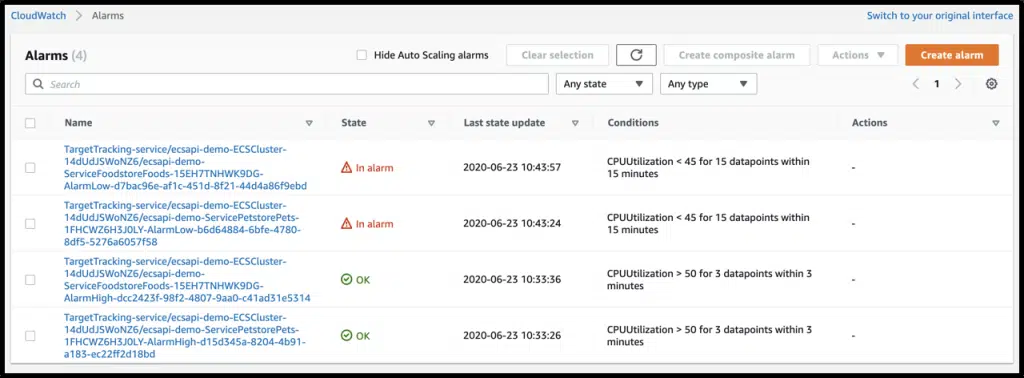 CloudWatch > Alarms
Switch to your original interface
Alarms (4)
Hide Auto Scaling alarms
Clear selection
Create composite alarm
Actions
Create alarm
Search
Any state
Any type
< 1 >
Name State Last state update Conditions Actions
TargetTracking-service/ecsapi-demo-ECSCluster-
14dUdJSWoNZ6/ecsapi-demo-
ServiceFoodstoreFoods-15EH7TNHWK9DG-
AlarmLow-d7bac96e-af1c-451d-8f21-44d4a86f9ebd
In alarm
2020-06-23 10:43:57
CPUUtilization < 45 for 15 datapoints within
15 minutes
-
TargetTracking-service/ecsapi-demo-ECSCluster-
14dUdJSWoNZ6/ecsapi-demo-ServicePetstorePets-
1FHCWZ6H3J0LY-AlarmLow-b6d64884-6bfe-4780-
8df5-5276a6057f58
In alarm
2020-06-23 10:43:24
CPUUtilization < 45 for 15 datapoints within
15 minutes
-
TargetTracking-service/ecsapi-demo-ECSCluster-
14dUdJSWoNZ6/ecsapi-demo-
ServiceFoodstoreFoods-15EH7TNHWK9DG-
AlarmHigh-dcc2423f-98f2-4807-9aa0-c41ad31e5314
OK
2020-06-23 10:33:36
CPUUtilization > 50 for 3 datapoints within 3
minutes
-
TargetTracking-service/ecsapi-demo-ECSCluster-
14dUdJSWoNZ6/ecsapi-demo-ServicePetstorePets-
1FHCWZ6H3J0LY-AlarmHigh-d15d345a-8204-4b91-
a183-ec22ff2d18bd
OK
2020-06-23 10:33:26
CPUUtilization > 50 for 3 datapoints within 3
minutes
-